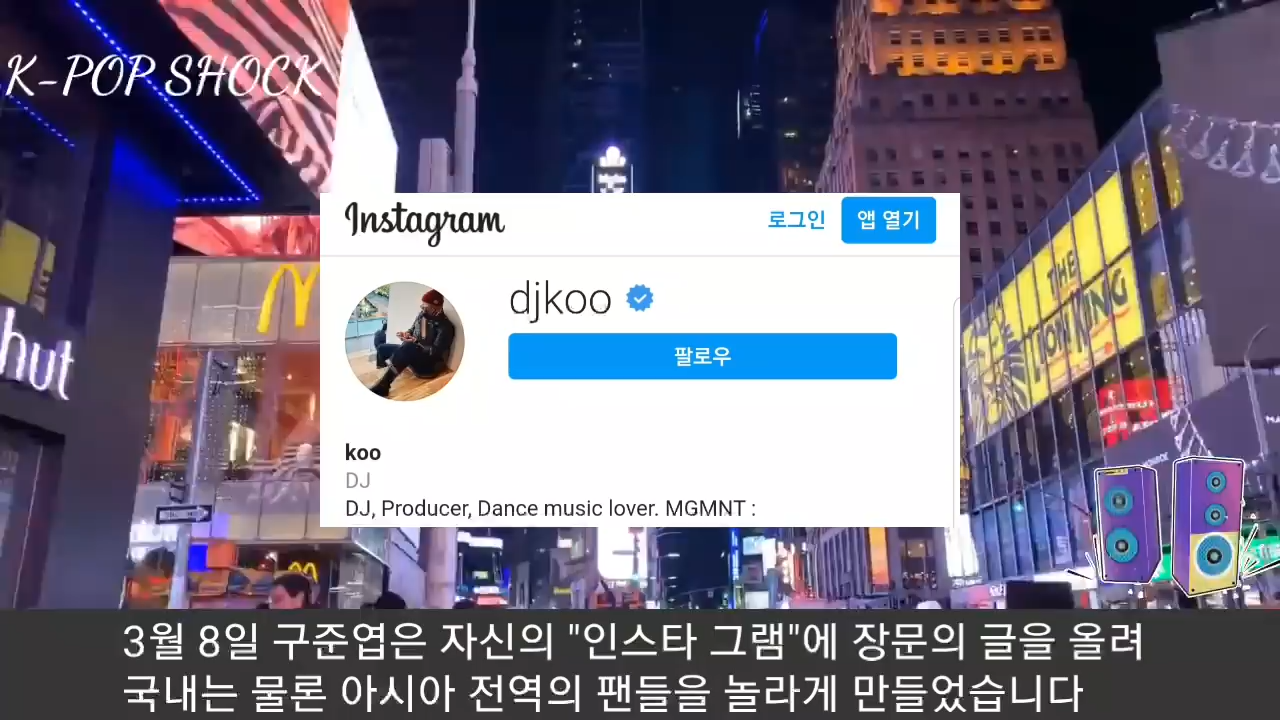 K-POP SHOCK
Instagram
로그인
앱 열기
djkoo
팔로우
koo
DJ
DJ, Producer, Dance music lover. MGMNT :
hut
THE
LION KING
3월 8일 구준엽은 자신의 "인스타 그램"에 장문의 글을 올려
국내는 물론 아시아 전역의 팬들을 놀라게 만들었습니다